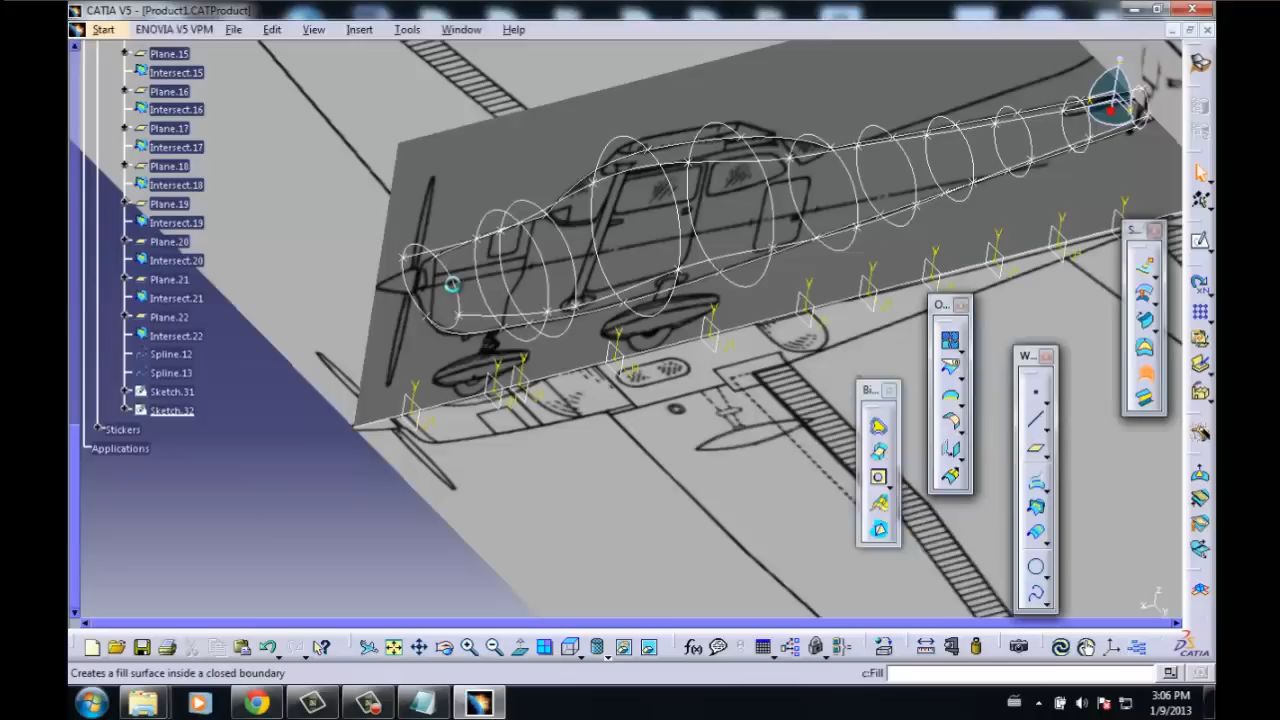 CATIA V5 - [Product1.CATProduct]
Start ENOVIA V5 VPM File Edit View Insert Tools Window Help
Plane.15
Intersect.15
Plane.16
Intersect.16
Plane.17
Intersect.17
Plane.18
Intersect.18
Plane.19
Intersect.19
Plane.20
Intersect.20
Plane.21
Intersect.21
Plane.22
Intersect.22
Spline.12
Spline.13
Sketch.31
Sketch.32
Stickers
Applications
S...
O...
W...
Bi...
Creates a fill surface inside a closed boundary
c:Fill
CATIA
3:06 PM
1/9/2013